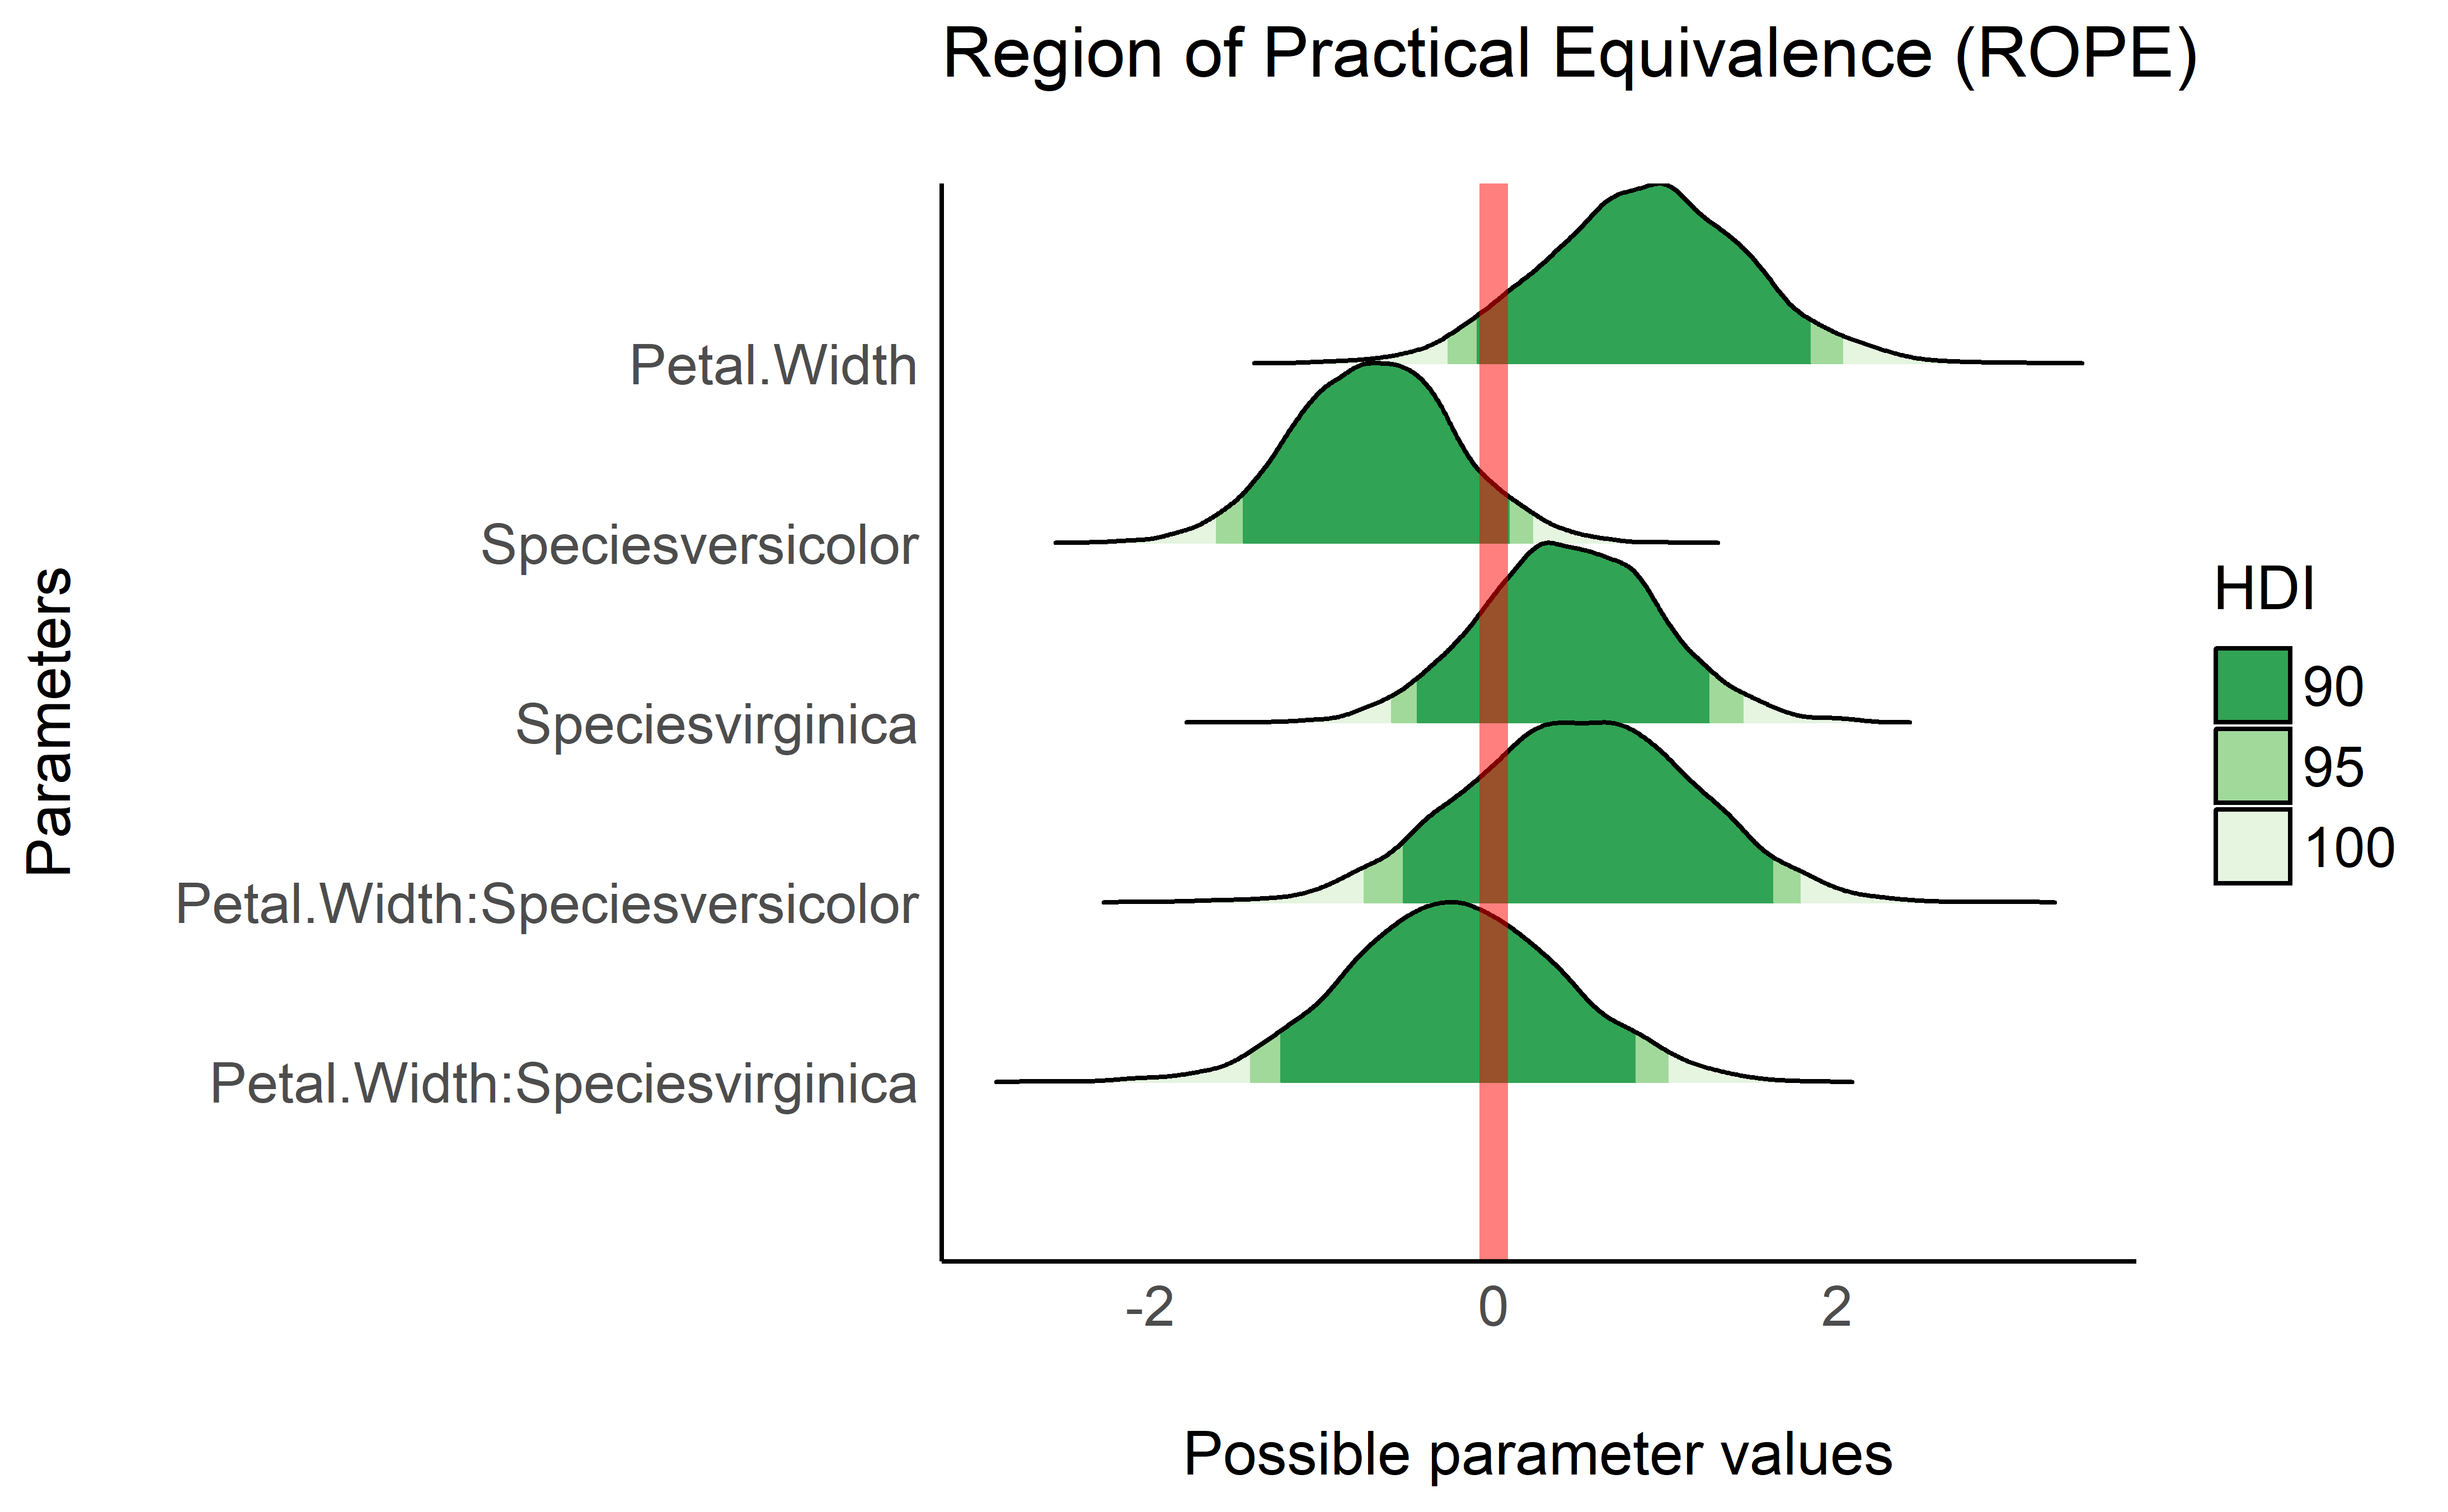 Region of Practical Equivalence (ROPE)
Parameters
Petal.Width
Speciesversicolor
Speciesvirginica
Petal.Width:Speciesversicolor
Petal.Width:Speciesvirginica
-2 0 2
Possible parameter values
HDI
90
95
100